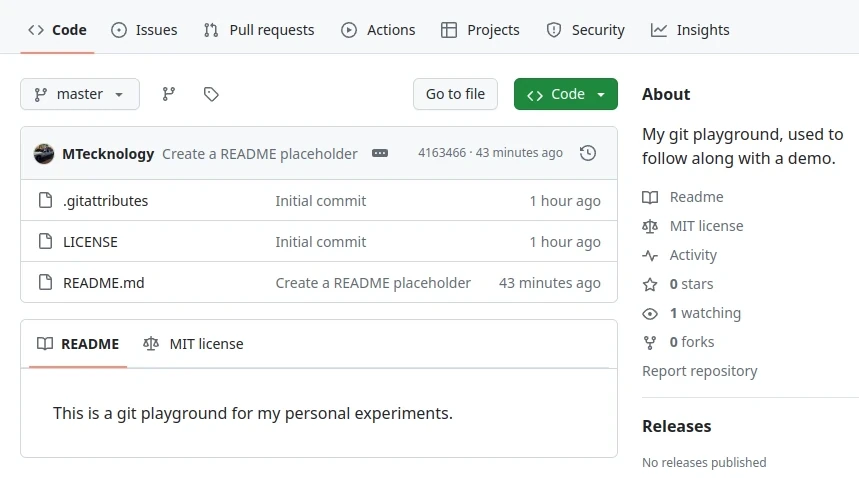 Code Issues Pull requests Actions Projects Security Insights
master Go to file Code
MTecknology Create a README placeholder 4163466 · 43 minutes ago
.gitattributes Initial commit 1 hour ago
LICENSE Initial commit 1 hour ago
README.md Create a README placeholder 43 minutes ago
README MIT license
This is a git playground for my personal experiments.
About
My git playground, used to
follow along with a demo.
Readme
MIT license
Activity
0 stars
1 watching
0 forks
Report repository
Releases
No releases published